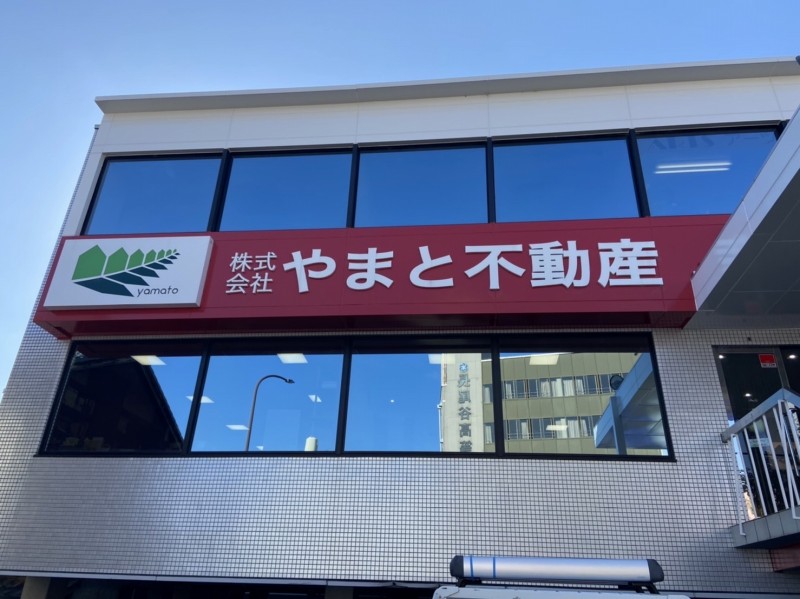 株式
会社
やまと不動産
yamato